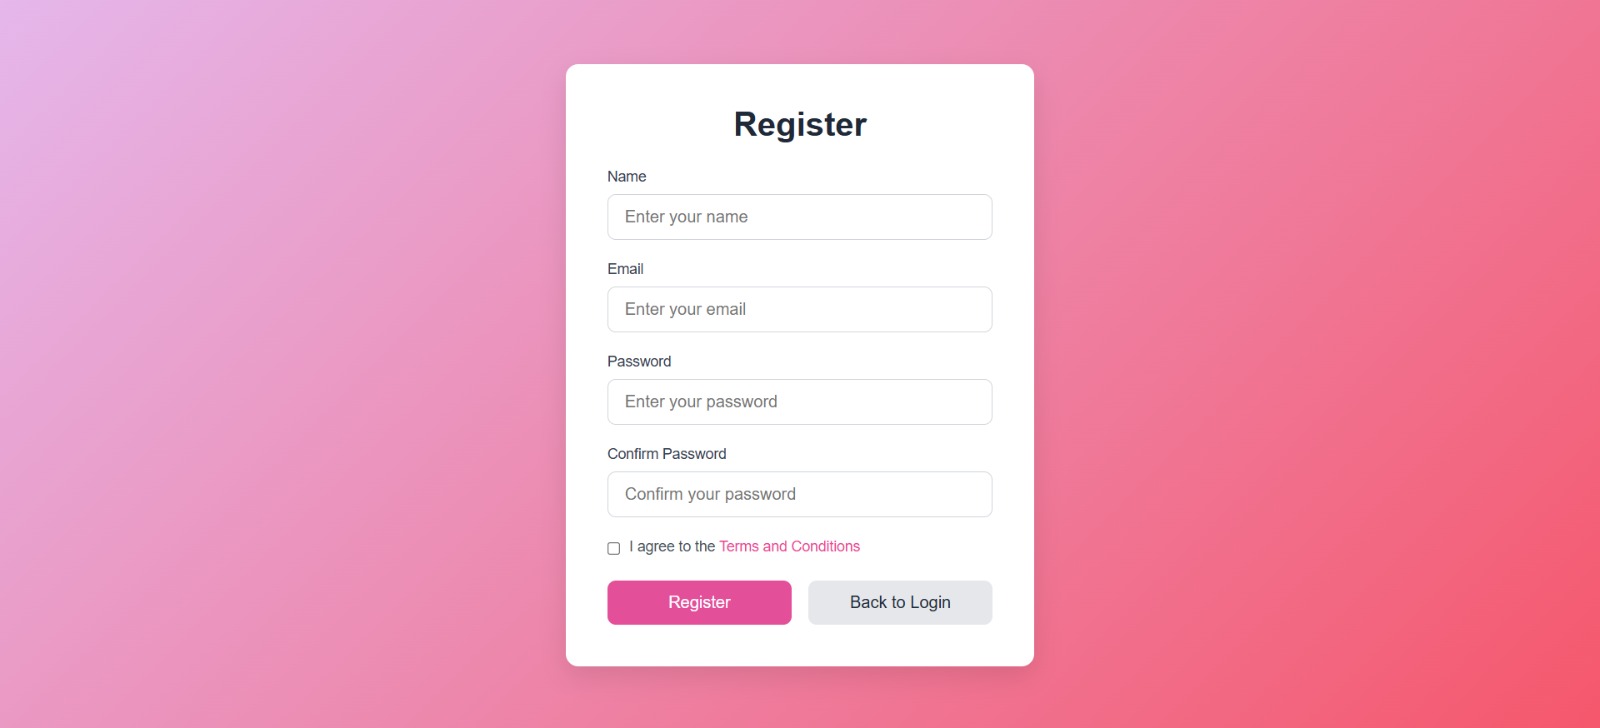 Register
Name
Enter your name
Email
Enter your email
Password
Enter your password
Confirm Password
Confirm your password
I agree to the Terms and Conditions
Register
Back to Login